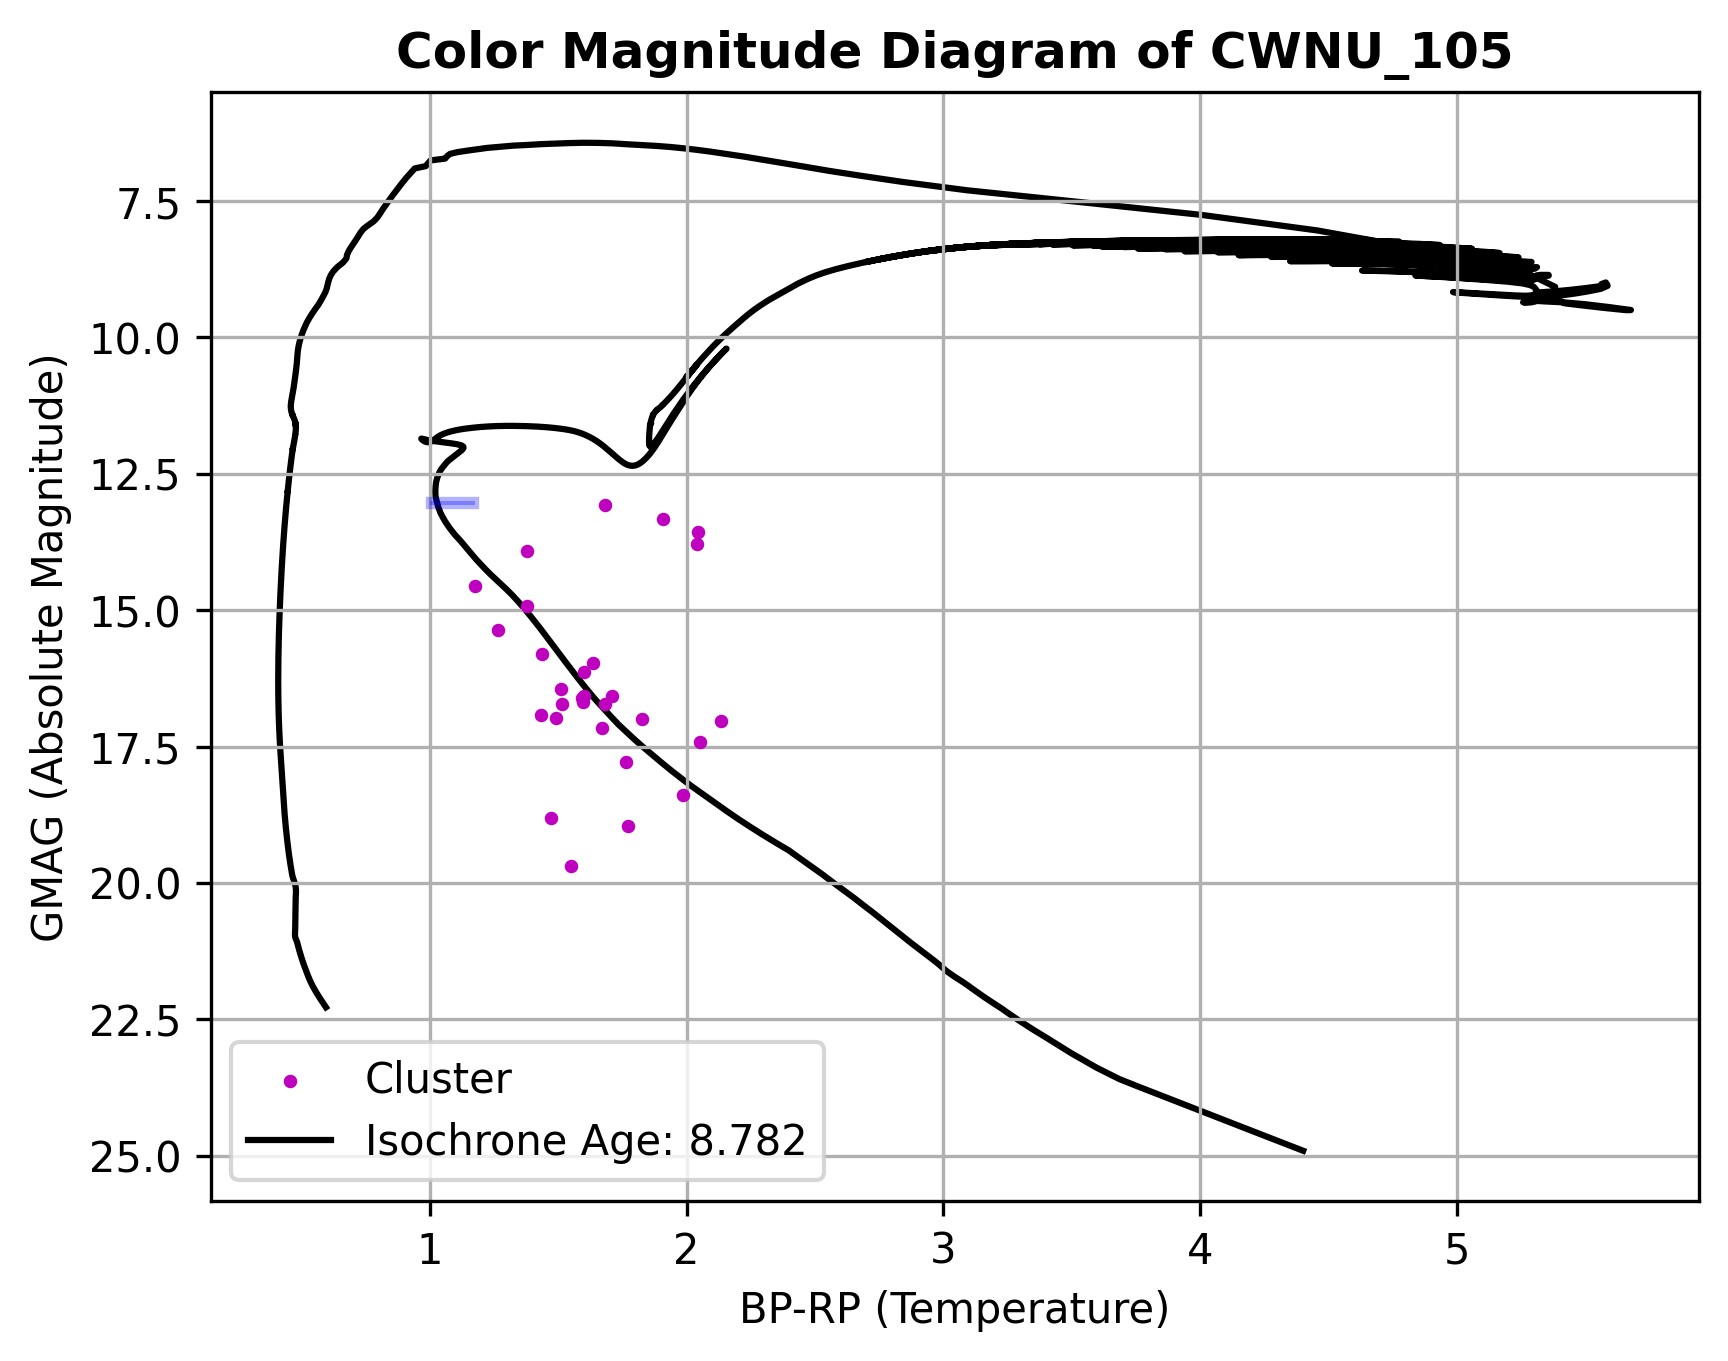 Color Magnitude Diagram of CWNU_105
GMAG (Absolute Magnitude)
7.5
10.0
12.5
15.0
17.5
20.0
22.5
25.0
Cluster
Isochrone Age: 8.782
1
2
3
4
5
BP-RP (Temperature)